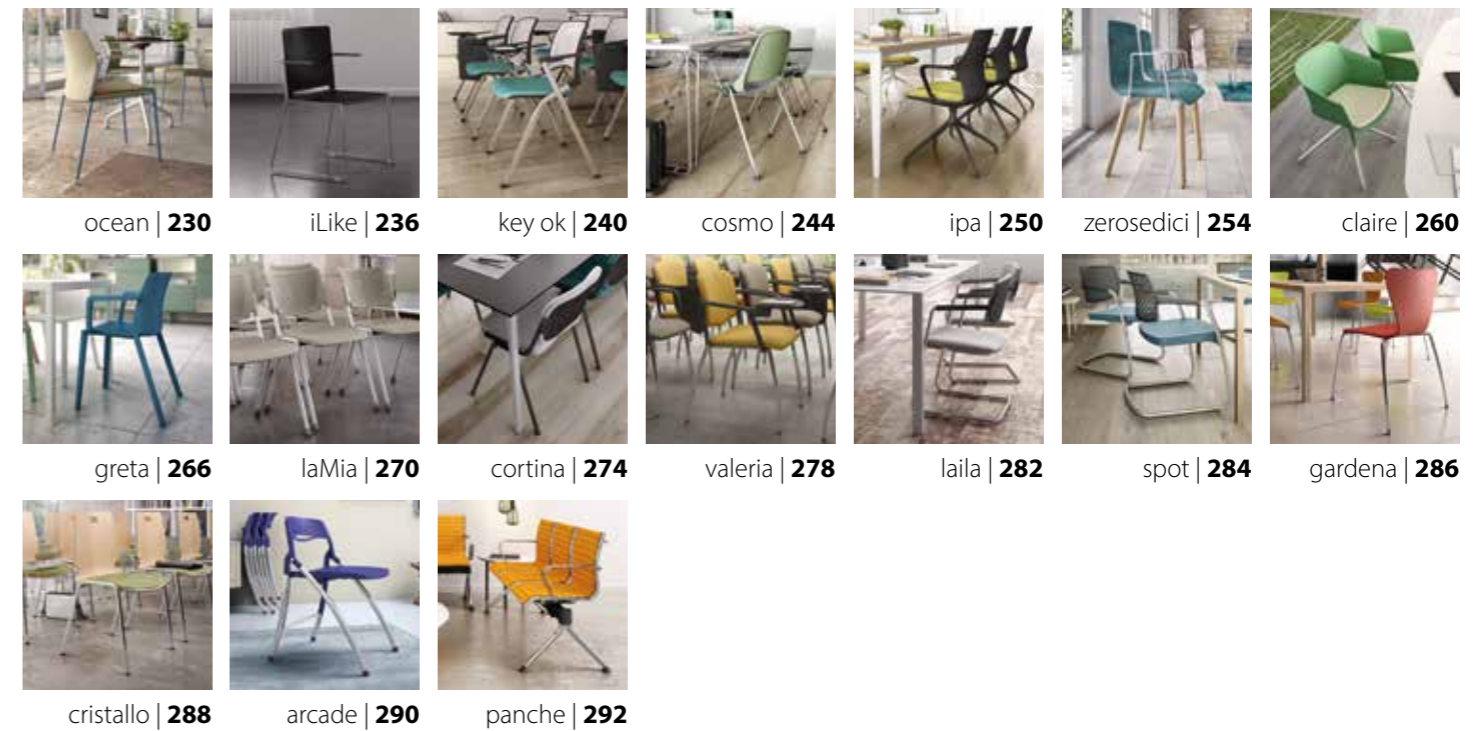 ocean | 230 iLike | 236 key ok | 240 cosmo | 244 ipa | 250 zerosedici | 254 claire | 260
greta | 266 laMia | 270 cortina | 274 valeria | 278 laila | 282 spot | 284 gardena | 286
cristallo | 288 arcade | 290 panche | 292